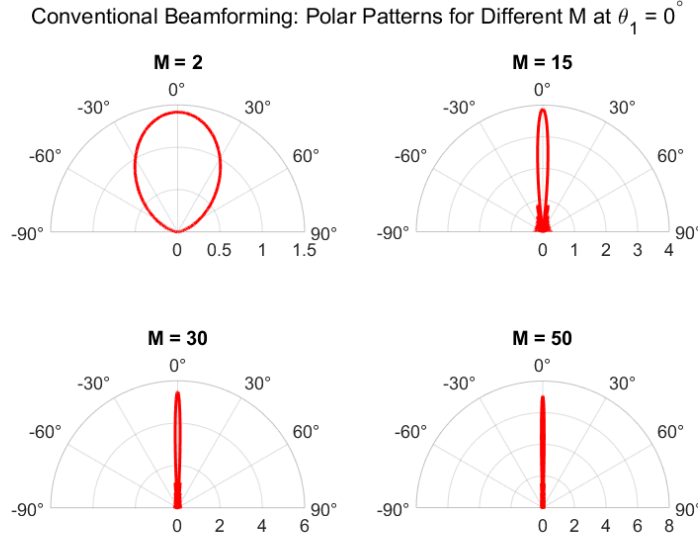 Conventional Beamforming: Polar Patterns for Different M at θ1 = 0°
M = 2
0°
-30° 30°
-60° 60°
-90° 90°
0 0.5 1 1.5
M = 15
0°
-30° 30°
-60° 60°
-90° 90°
0 1 2 3 4
M = 30
0°
-30° 30°
-60° 60°
-90° 90°
0 2 4 6
M = 50
0°
-30° 30°
-60° 60°
-90° 90°
0 2 4 6 8